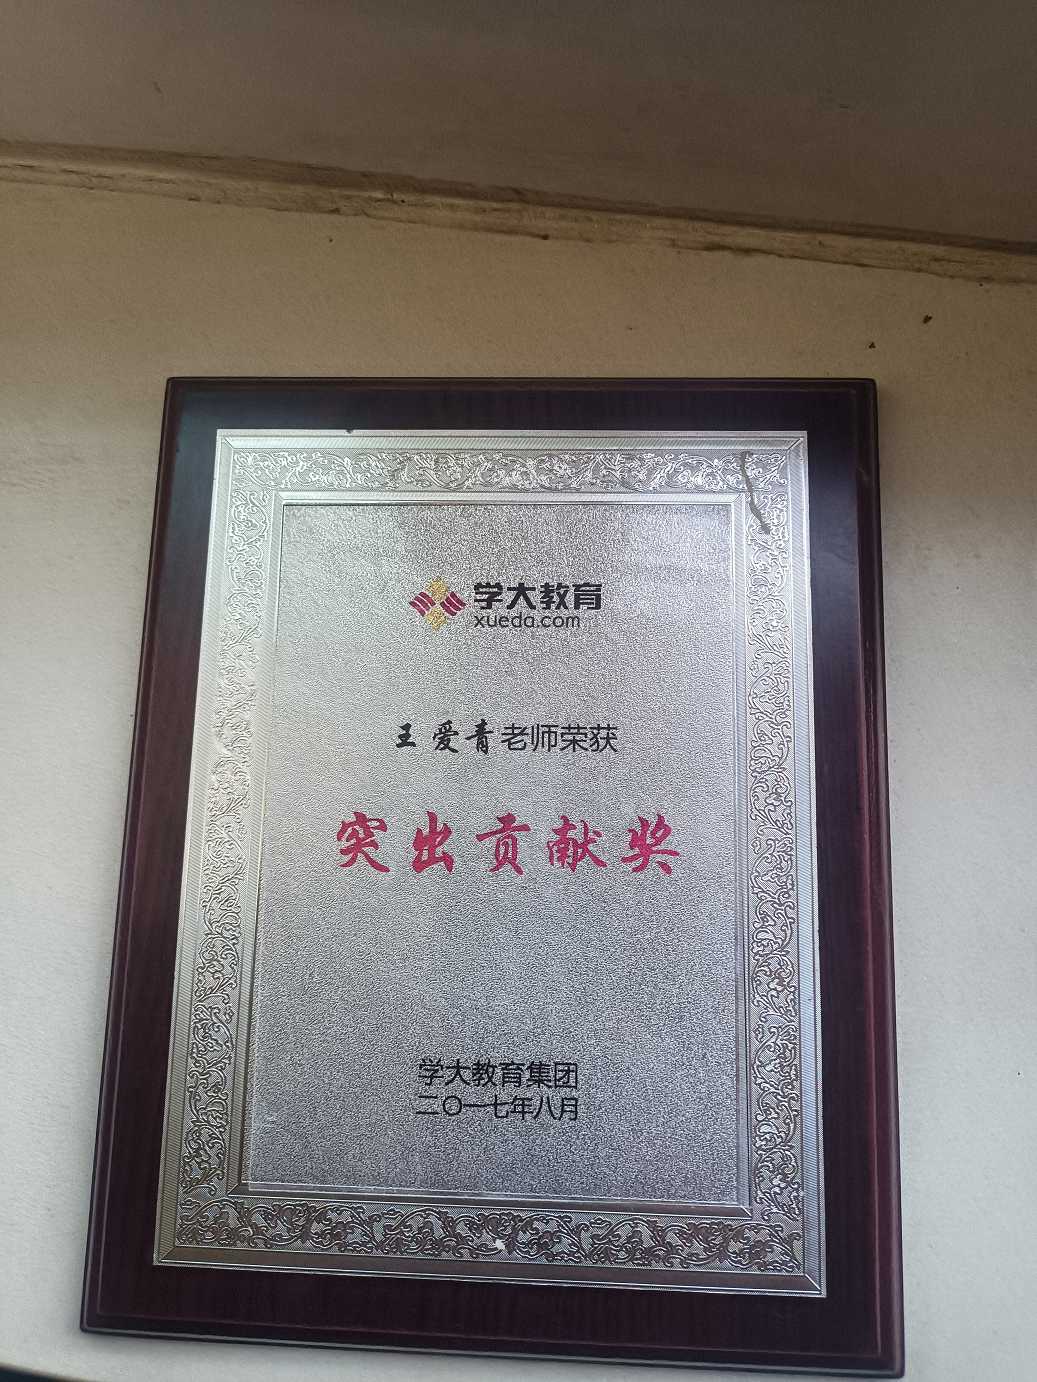 学大教育
xueda.com
王爱青老师荣获
突出贡献奖
学大教育集团
二〇一七年八月